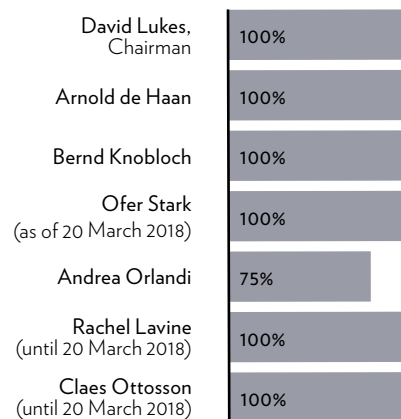 David Lukes,
Chairman
100%
Arnold de Haan
100%
Bernd Knobloch
100%
Ofer Stark
(as of 20 March 2018)
100%
Andrea Orlandi
75%
Rachel Lavine
(until 20 March 2018)
100%
Claes Ottosson
(until 20 March 2018)
100%